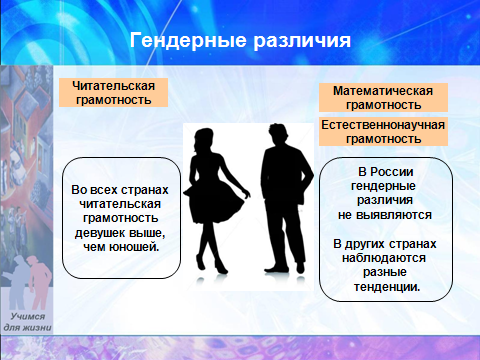 Гендерные различия
Читательская
грамотность
Математическая
грамотность
Естественнонаучная
грамотность
Во всех странах
читательская
грамотность
девушек выше,
чем юношей.
В России
гендерные
различия
не выявляются
В других странах
наблюдаются
разные
тенденции.
Учимся
для жизни